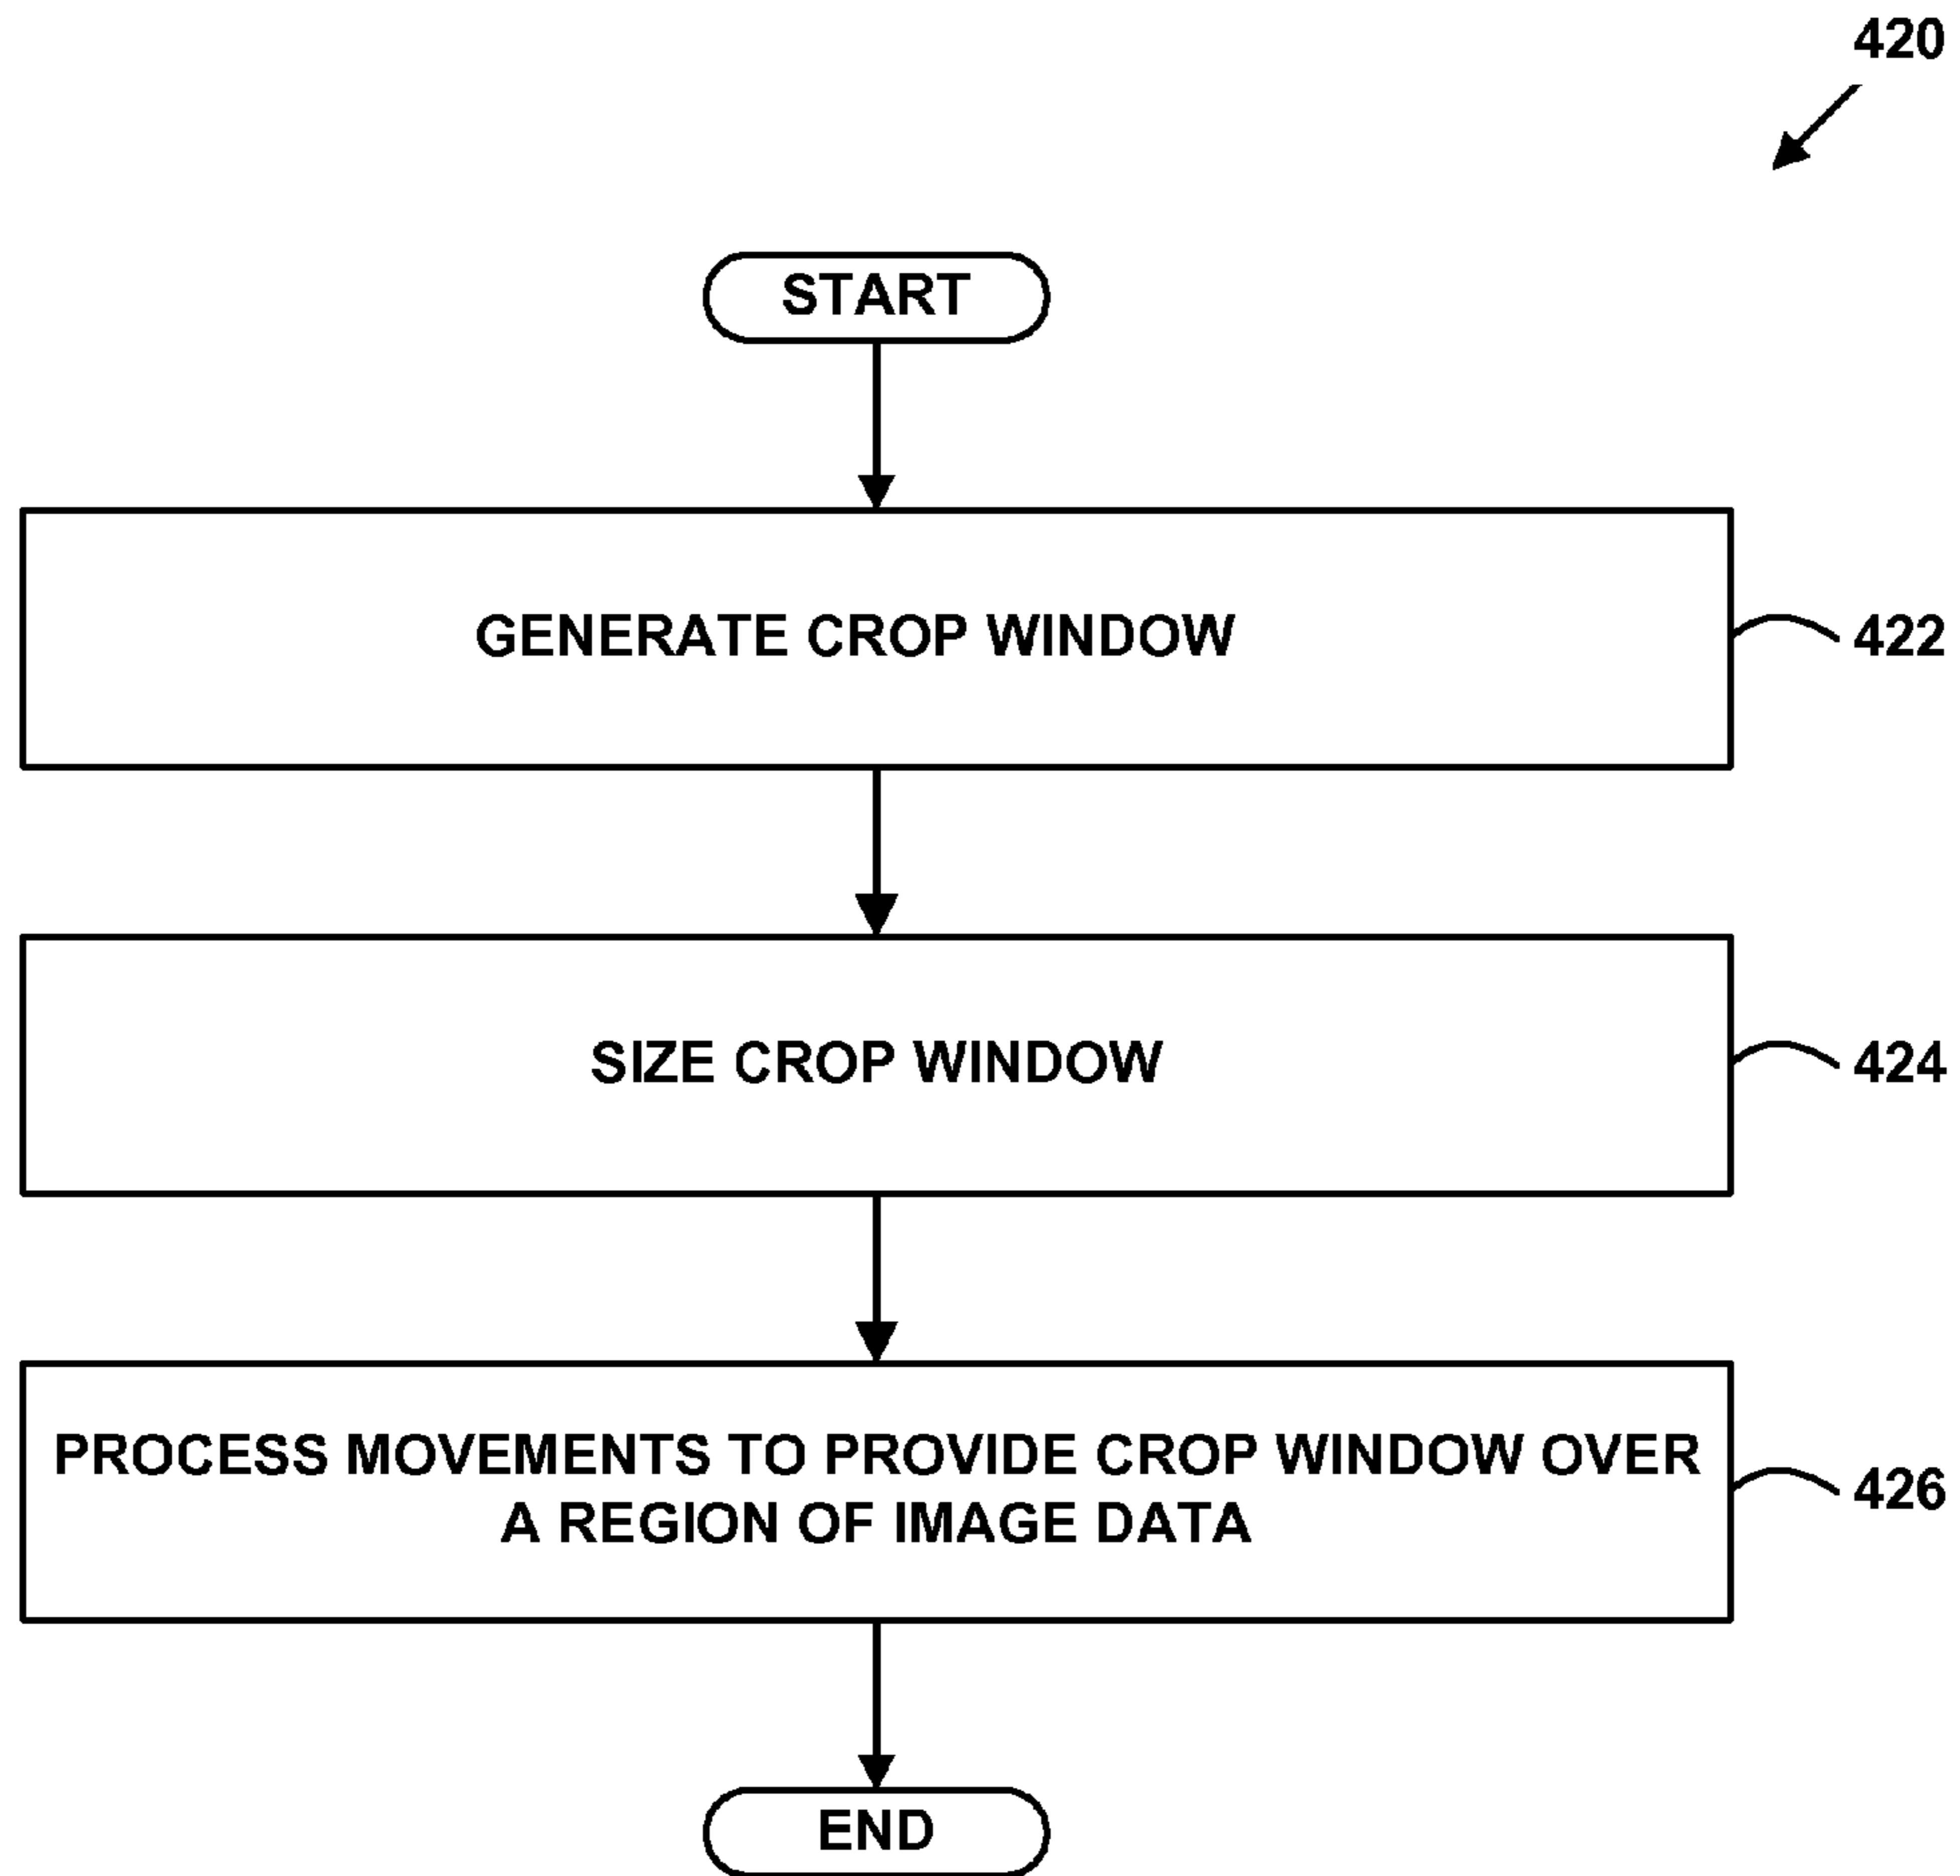 420
START
GENERATE CROP WINDOW
422
SIZE CROP WINDOW
424
PROCESS MOVEMENTS TO PROVIDE CROP WINDOW OVER
A REGION OF IMAGE DATA
426
END